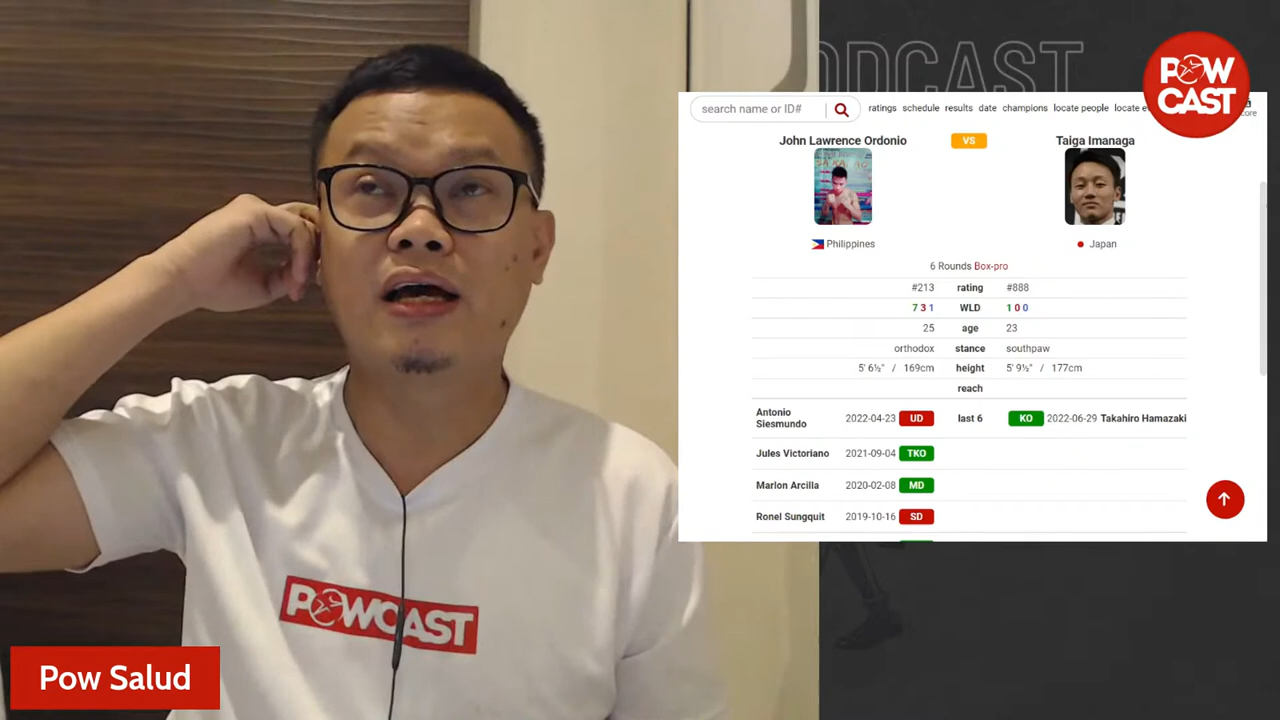 PODCAST
POWCAST
search name or ID#
ratings schedule results date champions locate people locate e
core
John Lawrence Ordonio VS Taiga Imanaga
Philippines Japan
6 Rounds Box-pro
#213 rating #888
7 3 1 WLD 1 0 0
25 age 23
orthodox stance southpaw
5' 6½" / 169cm height 5' 9½" / 177cm
reach
Antonio Siesmundo 2022-04-23 UD last 6 KO 2022-06-29 Takahiro Hamazaki
Jules Victoriano 2021-09-04 TKO
Marlon Arcilla 2020-02-08 MD
Ronel Sungquit 2019-10-16 SD
POWCAST
Pow Salud